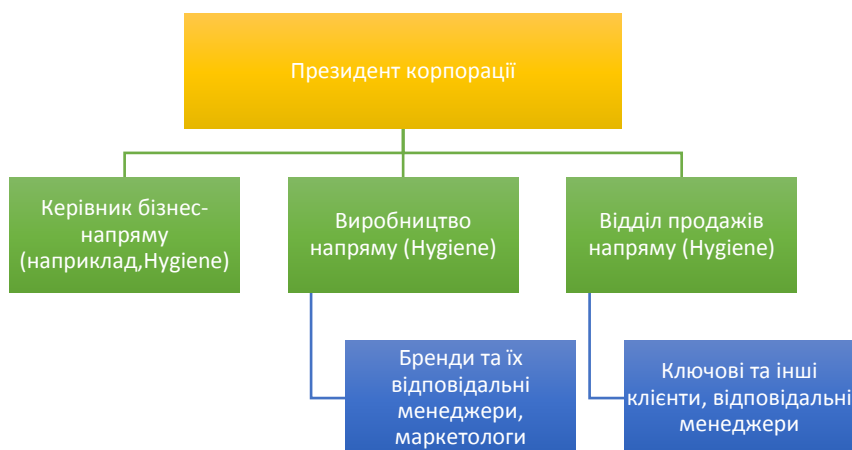 Президент корпорації
Керівник бізнес-
напряму
(наприклад,Hygiene)
Виробництво
напряму (Hygiene)
Відділ продажів
напряму (Hygiene)
Бренди та їх
відповідальні
менеджери,
маркетологи
Ключові та інші
клієнти, відповідальні
менеджери